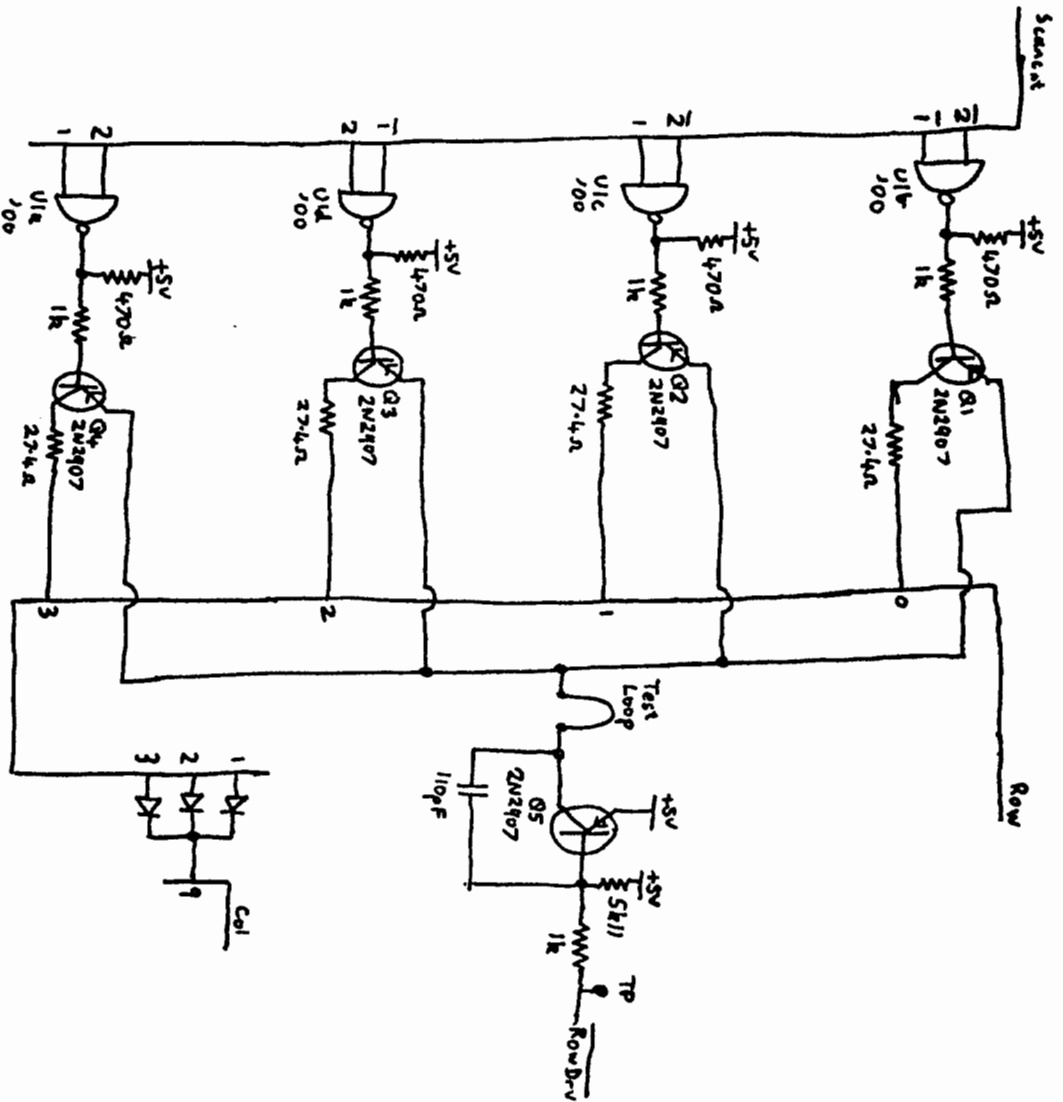 Scancnt
2̅
1̅
U1b
'00
+5V
470Ω
1k
Q1
2N2907
27.4Ω
0
2̅
1
U1c
'00
+5V
470Ω
1k
Q2
2N2907
27.4Ω
1
1̅
2
U1d
'00
+5V
470Ω
1k
Q3
2N2907
27.4Ω
2
2
1
U1a
'00
+5V
470Ω
1k
Q4
2N2907
27.4Ω
3
Row
Test
Loop
110pF
Q5
2N2907
+5V
+5V
5k11
1k
TP
R̅o̅w̅D̅r̅v̅
1
2
3
9
Col